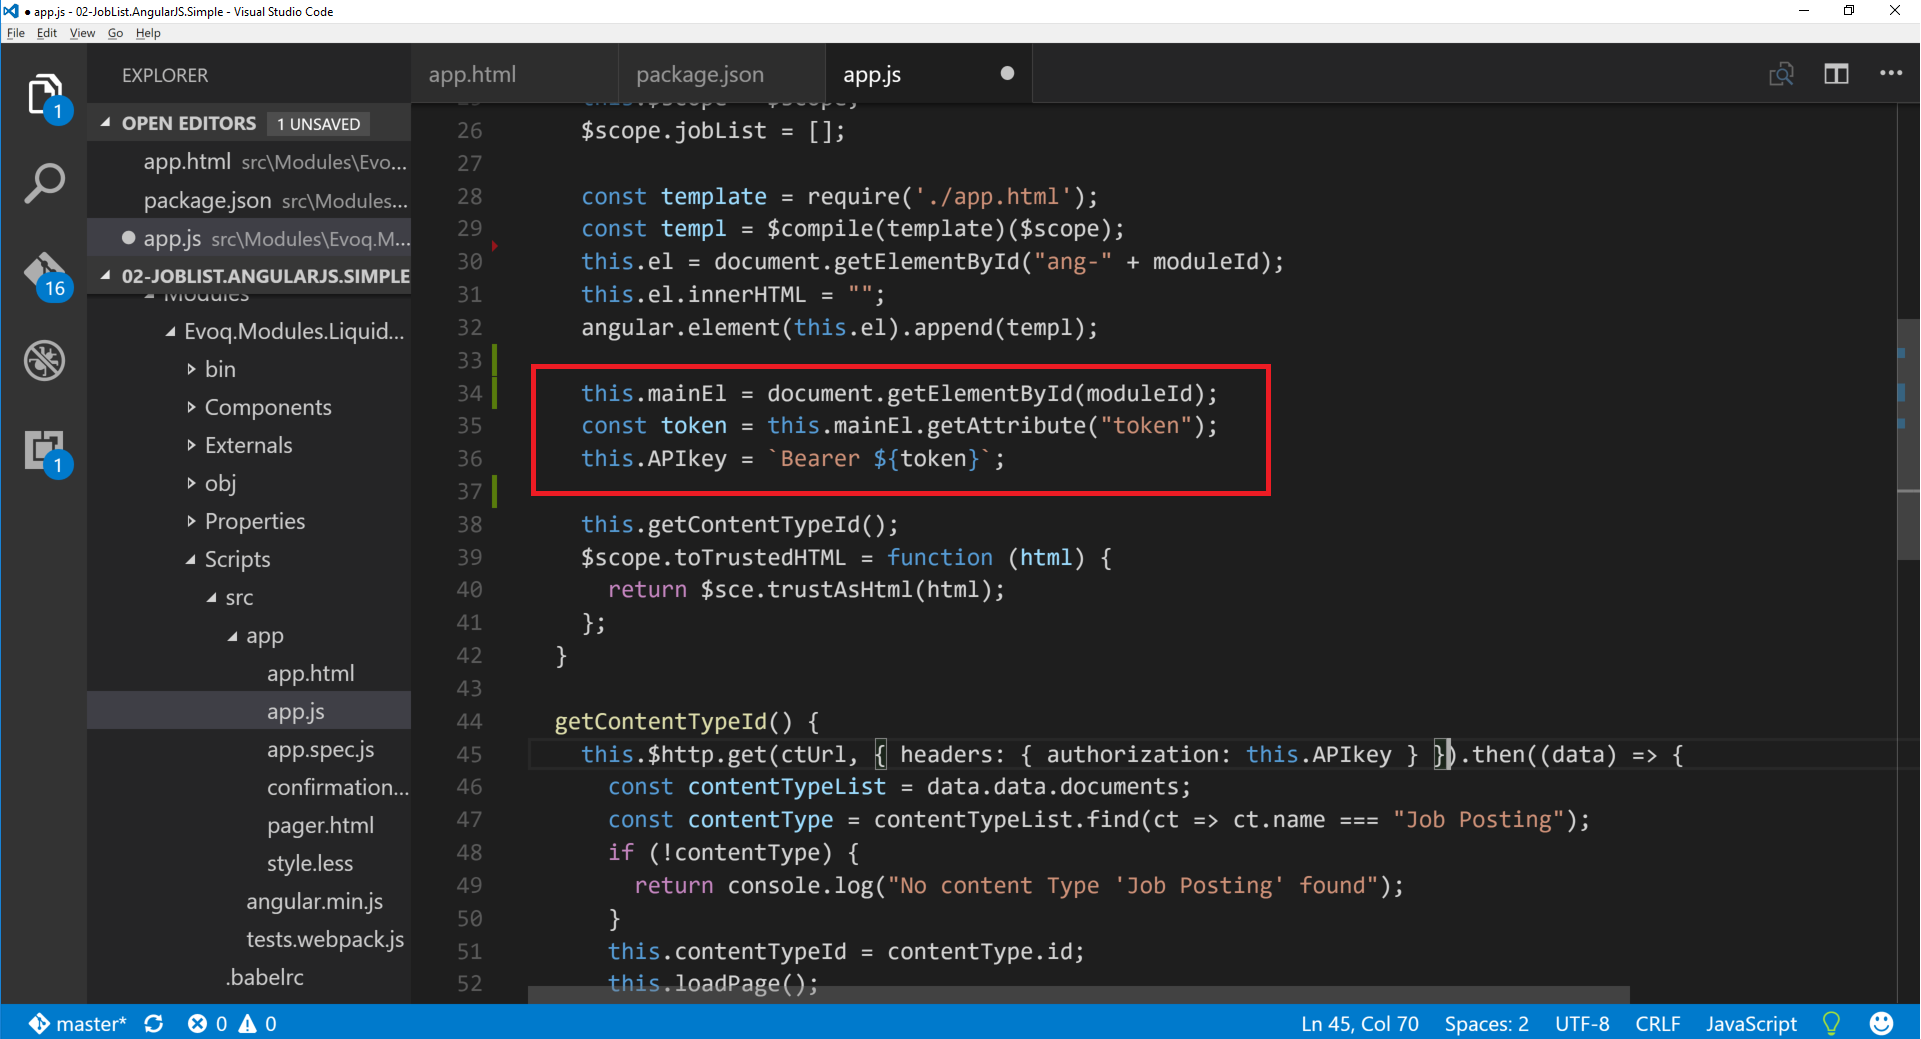 ● app.js - 02-JobList.AngularJS.Simple - Visual Studio Code
File Edit View Go Help
EXPLORER
OPEN EDITORS 1 UNSAVED
app.html src\Modules\Evo...
package.json src\Modules...
● app.js src\Modules\Evoq.M...
02-JOBLIST.ANGULARJS.SIMPLE
Modules
Evoq.Modules.Liquid...
bin
Components
Externals
obj
Properties
Scripts
src
app
app.html
app.js
app.spec.js
confirmation...
pager.html
style.less
angular.min.js
tests.webpack.js
.babelrc
1
16
1
app.html package.json app.js ●
25 this.$scope = $scope;
26 $scope.jobList = [];
27
28 const template = require('./app.html');
29 const templ = $compile(template)($scope);
30 this.el = document.getElementById("ang-" + moduleId);
31 this.el.innerHTML = "";
32 angular.element(this.el).append(templ);
33
34 this.mainEl = document.getElementById(moduleId);
35 const token = this.mainEl.getAttribute("token");
36 this.APIkey = `Bearer ${token}`;
37
38 this.getContentTypeId();
39 $scope.toTrustedHTML = function (html) {
40 return $sce.trustAsHtml(html);
41 };
42 }
43
44 getContentTypeId() {
45 this.$http.get(ctUrl, { headers: { authorization: this.APIkey } }).then((data) => {
46 const contentTypeList = data.data.documents;
47 const contentType = contentTypeList.find(ct => ct.name === "Job Posting");
48 if (!contentType) {
49 return console.log("No content Type 'Job Posting' found");
50 }
51 this.contentTypeId = contentType.id;
52 this.loadPage();
master* 0 0 Ln 45, Col 70 Spaces: 2 UTF-8 CRLF JavaScript